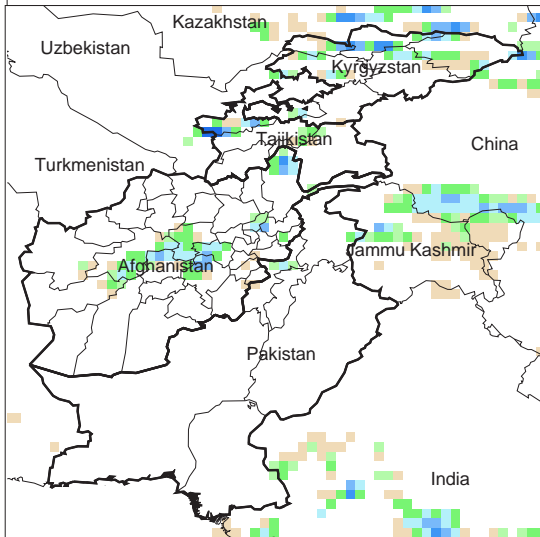 Kazakhstan
Uzbekistan
Kyrgyzstan
Tajikistan
China
Turkmenistan
Jammu Kashmir
Afghanistan
Pakistan
India